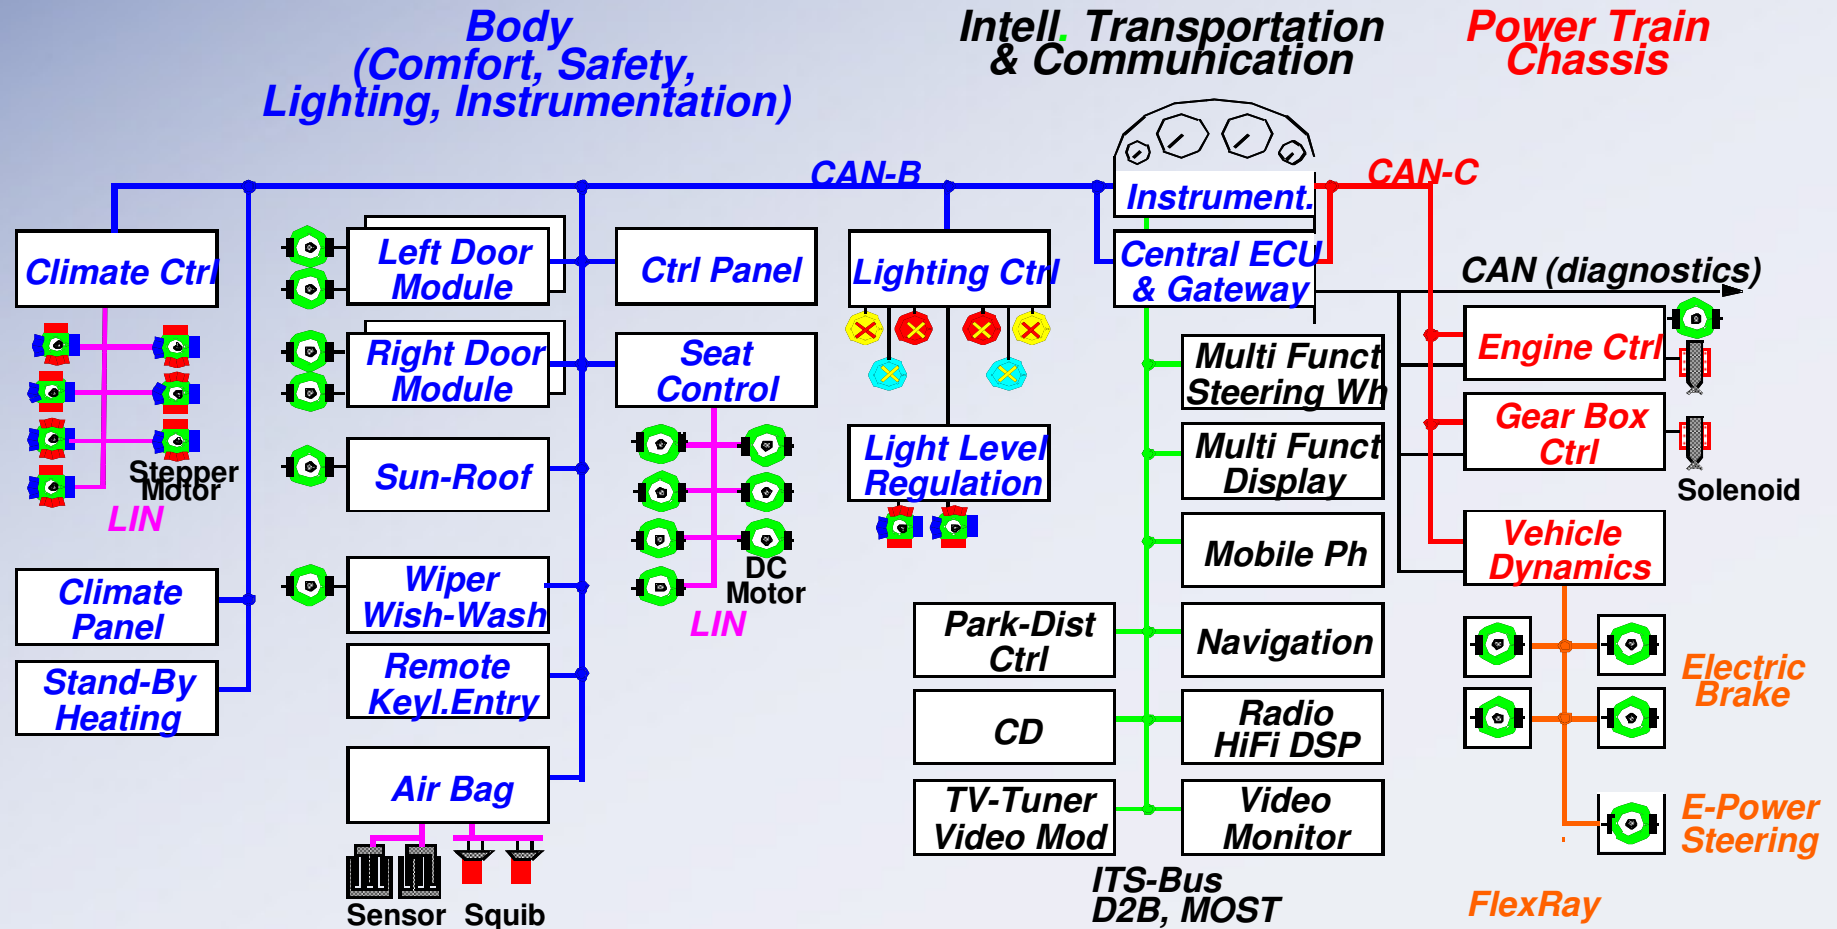 Body
(Comfort, Safety,
Lighting, Instrumentation)
Intell. Transportation
& Communication
Power Train
Chassis
CAN-B
CAN-C
Instrument.
Central ECU
& Gateway
CAN (diagnostics)
Climate Ctrl
Left Door
Module
Ctrl Panel
Lighting Ctrl
Right Door
Module
Seat
Control
Multi Funct
Steering Wh
Engine Ctrl
Stepper
Motor
LIN
Sun-Roof
Light Level
Regulation
Multi Funct
Display
Gear Box
Ctrl
Solenoid
Climate
Panel
Wiper
Wish-Wash
DC
Motor
LIN
Mobile Ph
Vehicle
Dynamics
Stand-By
Heating
Remote
Keyl.Entry
Park-Dist
Ctrl
Navigation
Electric
Brake
CD
Radio
HiFi DSP
Air Bag
TV-Tuner
Video Mod
Video
Monitor
E-Power
Steering
Sensor
Squib
ITS-Bus
D2B, MOST
FlexRay